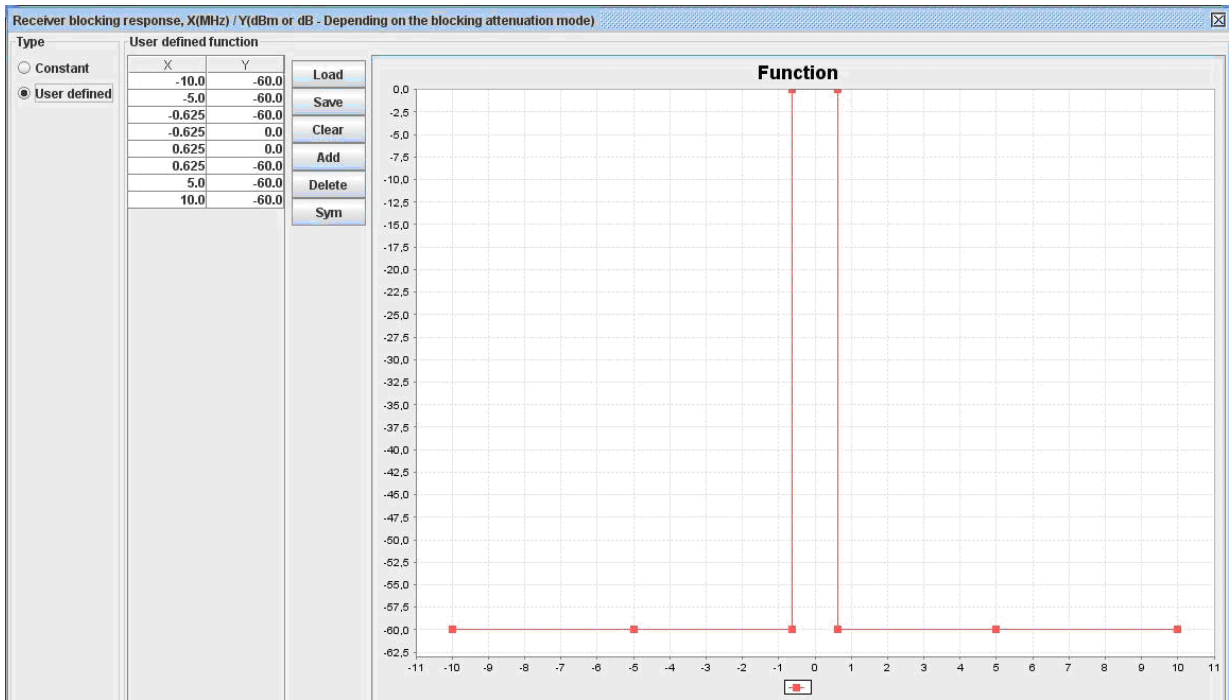 Receiver blocking response, X(MHz) / Y(dBm or dB - Depending on the blocking attenuation mode)
Type
Constant
User defined
User defined function
X Y
-10.0 -60.0
-5.0 -60.0
-0.625 -60.0
-0.625 0.0
0.625 0.0
0.625 -60.0
5.0 -60.0
10.0 -60.0
Load
Save
Clear
Add
Delete
Sym
Function
0,0
-2,5
-5,0
-7,5
-10,0
-12,5
-15,0
-17,5
-20,0
-22,5
-25,0
-27,5
-30,0
-32,5
-35,0
-37,5
-40,0
-42,5
-45,0
-47,5
-50,0
-52,5
-55,0
-57,5
-60,0
-62,5
-11 -10 -9 -8 -7 -6 -5 -4 -3 -2 -1 0 1 2 3 4 5 6 7 8 9 10 11